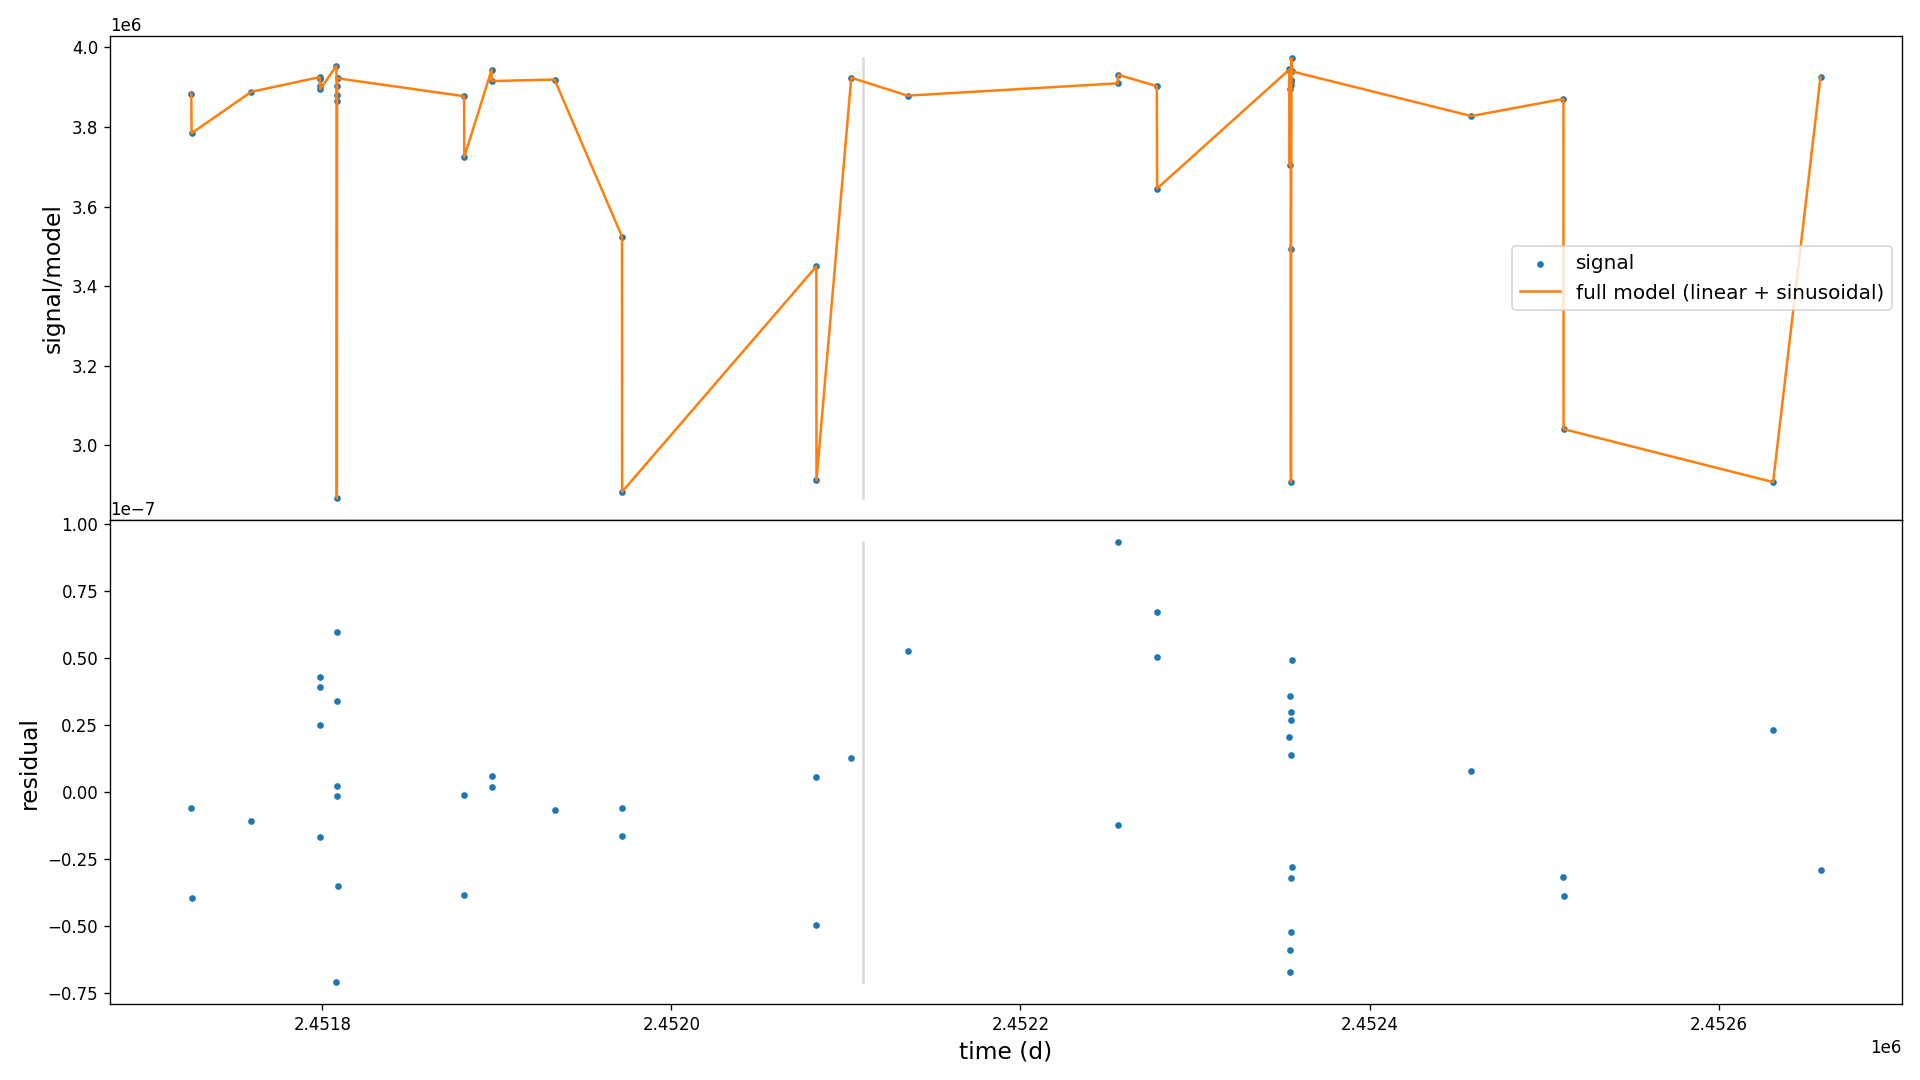 1e6
4.0
3.8
3.6
3.4
3.2
3.0
signal/model
signal
full model (linear + sinusoidal)
1e−7
1.00
0.75
0.50
0.25
0.00
−0.25
−0.50
−0.75
residual
2.4518
2.4520
2.4522
2.4524
2.4526
time (d)
1e6